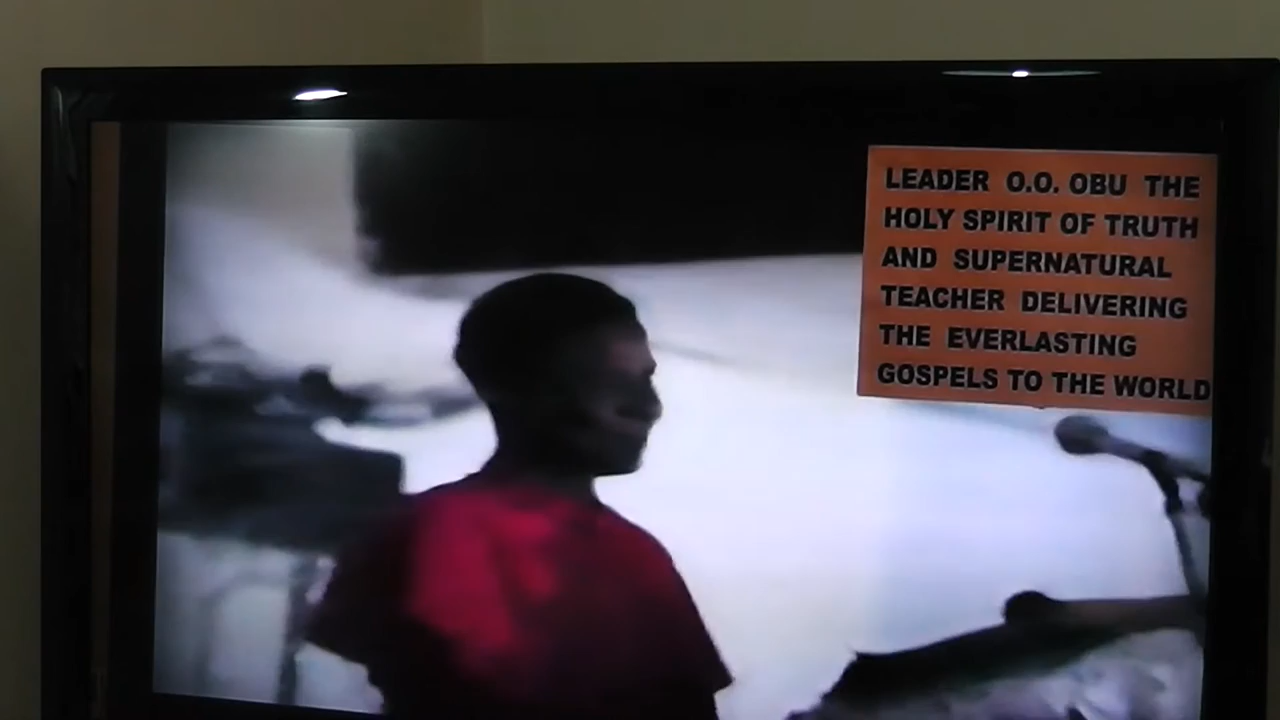 LEADER O.O. OBU THE
HOLY SPIRIT OF TRUTH
AND SUPERNATURAL
TEACHER DELIVERING
THE EVERLASTING
GOSPELS TO THE WORLD